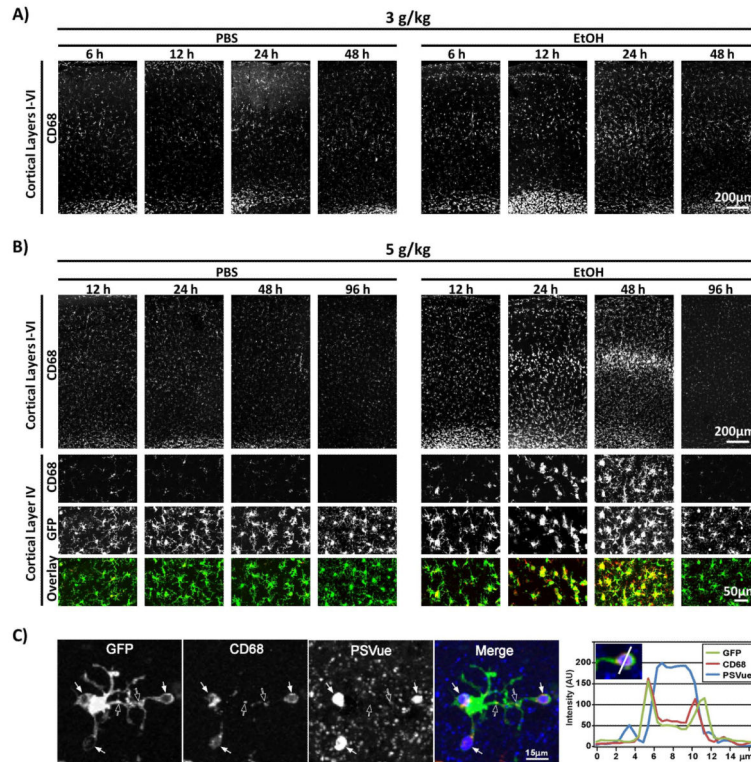 A)
3 g/kg
PBS
EtOH
6 h 12 h 24 h 48 h 6 h 12 h 24 h 48 h
Cortical Layers I-VI
CD68
200µm
B)
5 g/kg
PBS
EtOH
12 h 24 h 48 h 96 h 12 h 24 h 48 h 96 h
Cortical Layers I-VI
CD68
200µm
Cortical Layer IV
CD68
GFP
Overlay
50µm
C)
GFP CD68 PSVue Merge
15µm
Intensity (AU)
200
150
100
50
0
GFP
CD68
PSVue
0 2 4 6 8 10 12 14 µm